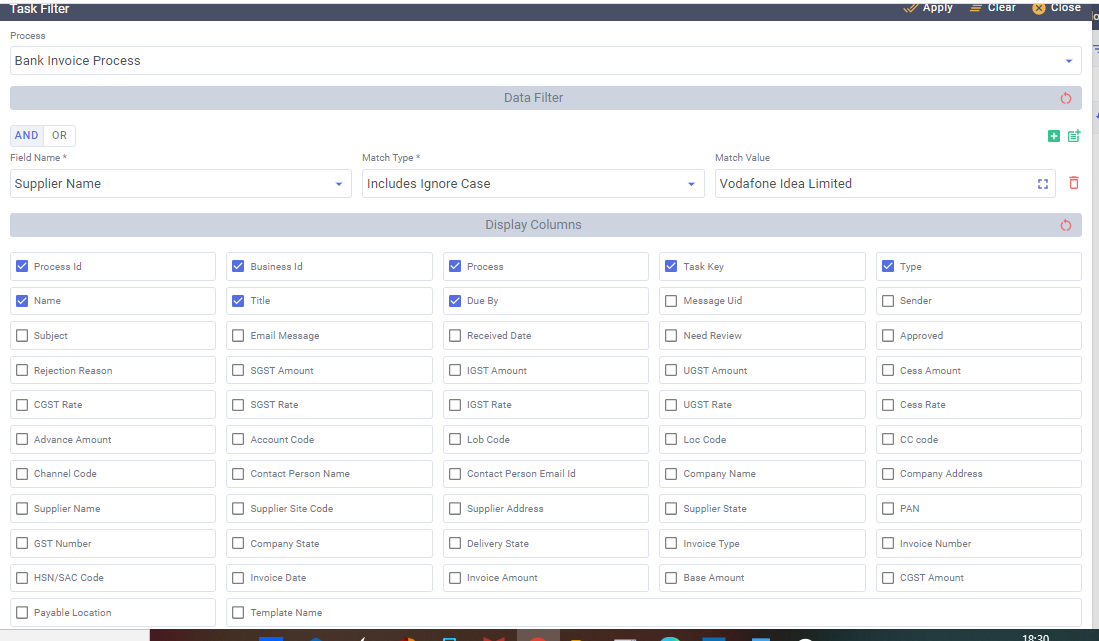 Task Filter Apply Clear Close
Process
Bank Invoice Process
Data Filter
AND OR
Field Name * Match Type * Match Value
Supplier Name Includes Ignore Case Vodafone Idea Limited
Display Columns
Process Id Business Id Process Task Key Type
Name Title Due By Message Uid Sender
Subject Email Message Received Date Need Review Approved
Rejection Reason SGST Amount IGST Amount UGST Amount Cess Amount
CGST Rate SGST Rate IGST Rate UGST Rate Cess Rate
Advance Amount Account Code Lob Code Loc Code CC code
Channel Code Contact Person Name Contact Person Email Id Company Name Company Address
Supplier Name Supplier Site Code Supplier Address Supplier State PAN
GST Number Company State Delivery State Invoice Type Invoice Number
HSN/SAC Code Invoice Date Invoice Amount Base Amount CGST Amount
Payable Location Template Name
18:30